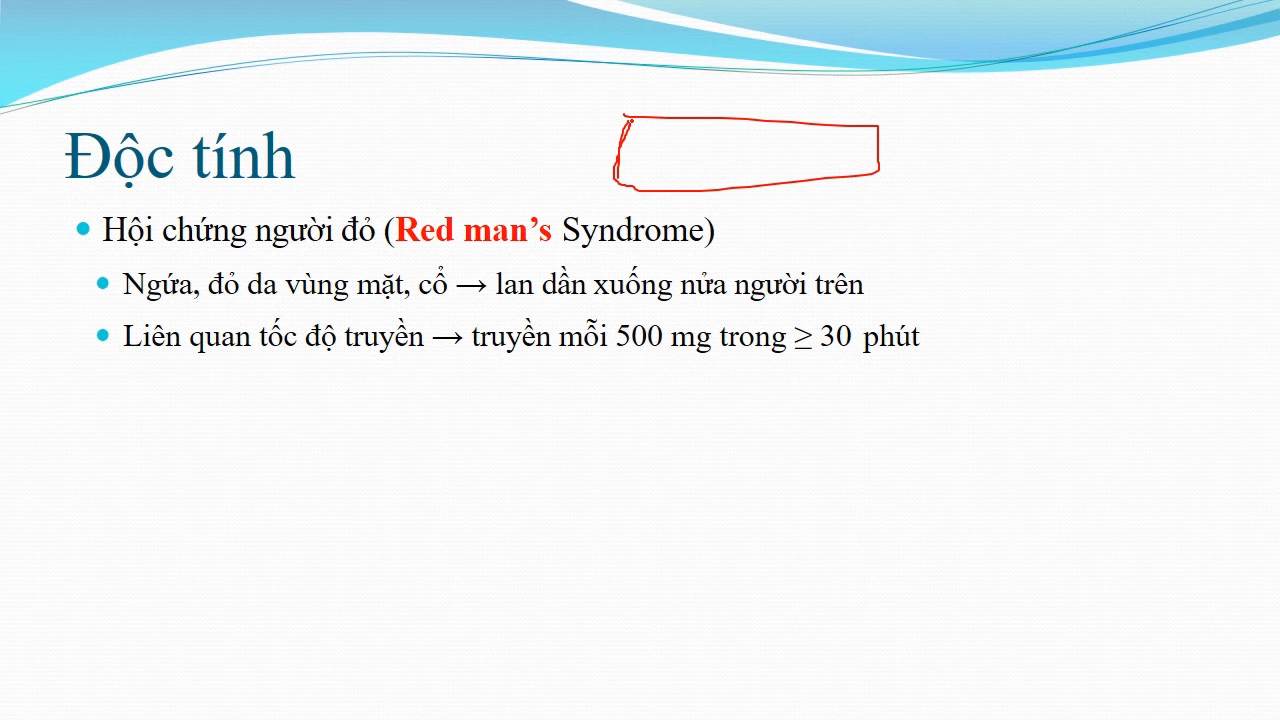 Độc tính
Hội chứng người đỏ (Red man’s Syndrome)
Ngứa, đỏ da vùng mặt, cổ → lan dần xuống nửa người trên
Liên quan tốc độ truyền → truyền mỗi 500 mg trong ≥ 30 phút